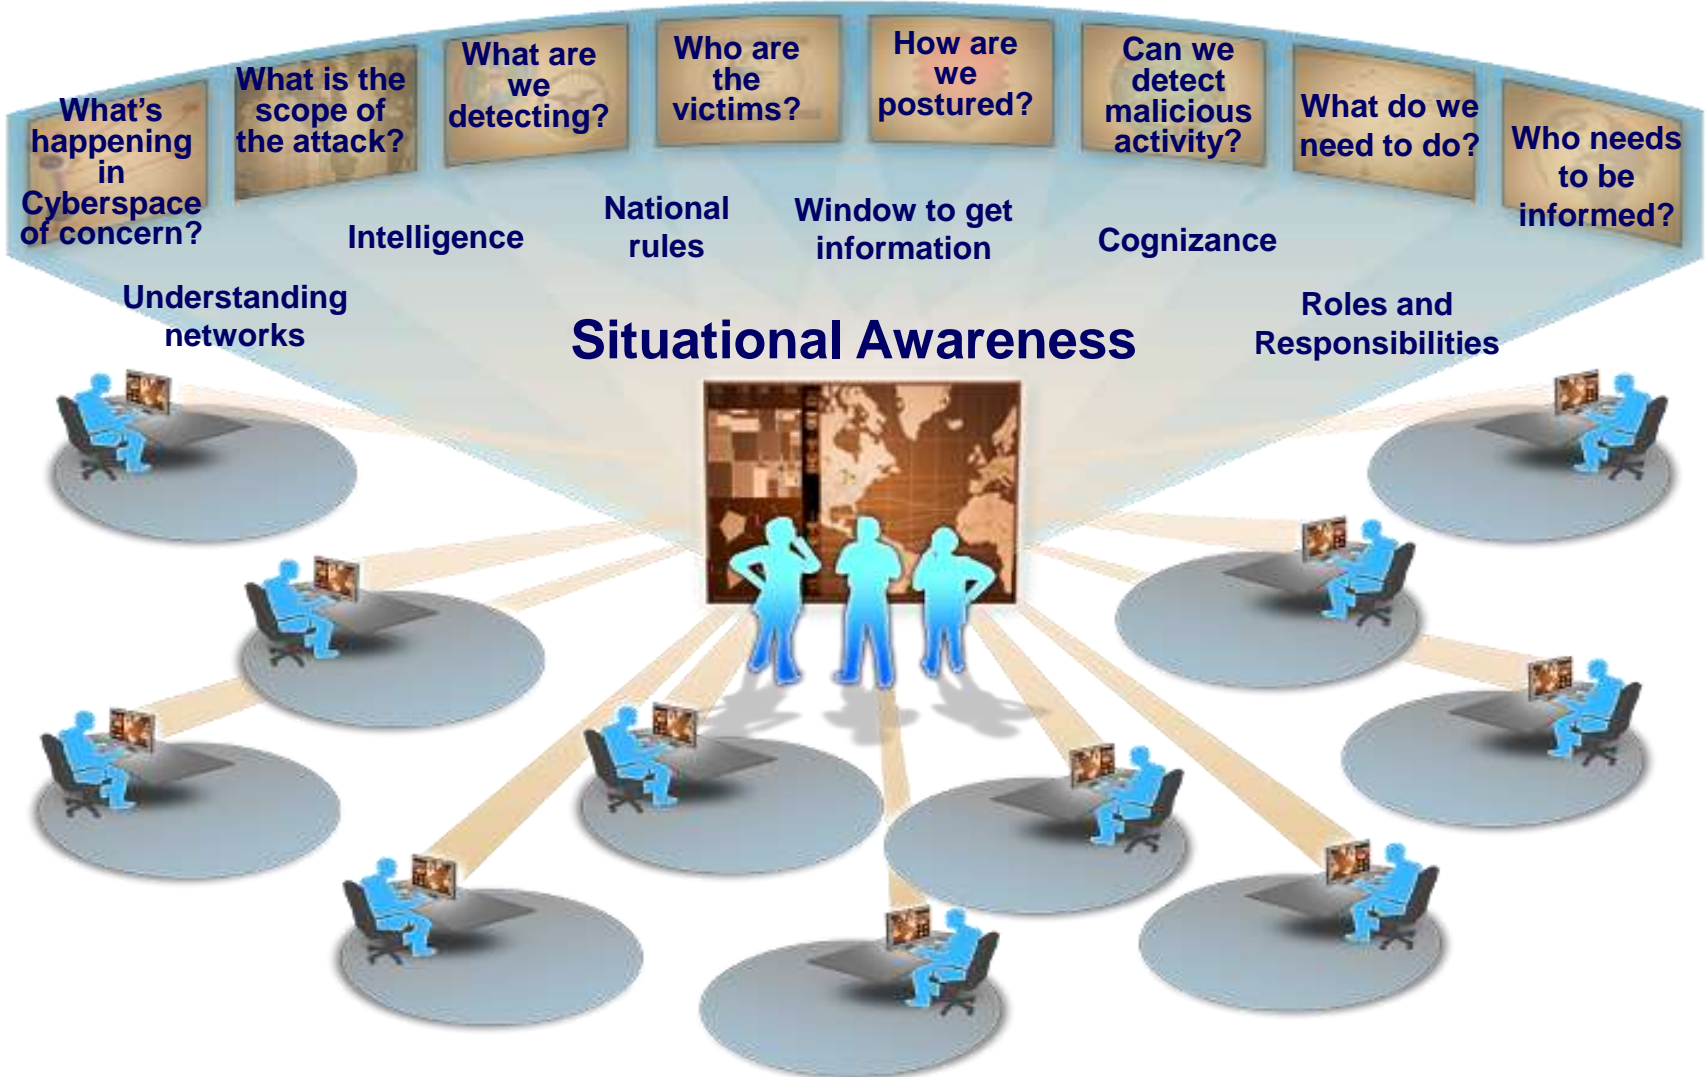 What's
happening
in
Cyberspace
of concern?
What is the
scope of
the attack?
What are
we
detecting?
Who are
the
victims?
How are
we
postured?
Can we
detect
malicious
activity?
What do we
need to do?
Who needs
to be
informed?
Understanding
networks
Intelligence
National
rules
Window to get
information
Cognizance
Roles and
Responsibilities
Situational Awareness